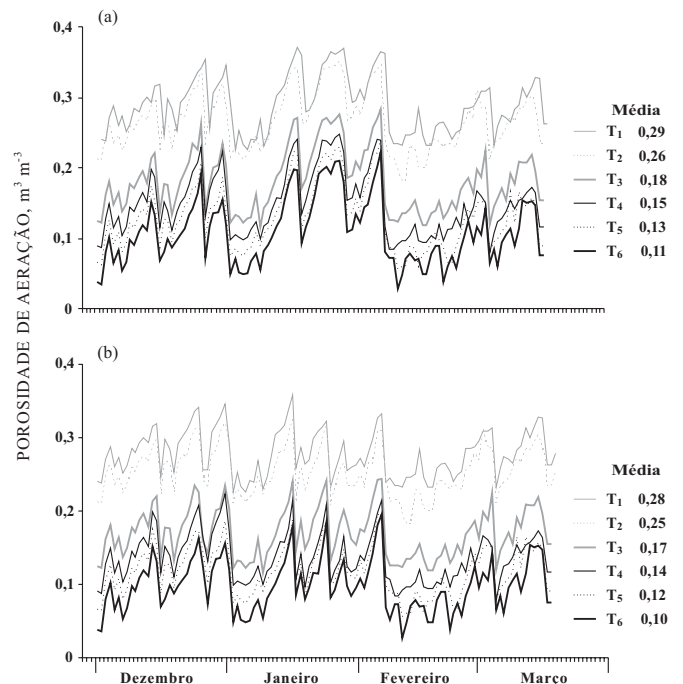 (a)
0,4
0,3
0,2
0,1
0
Média
T1 0,29
T2 0,26
T3 0,18
T4 0,15
T5 0,13
T6 0,11
POROSIDADE DE AERAÇÃO, m³ m⁻³
(b)
0,4
0,3
0,2
0,1
0
Média
T1 0,28
T2 0,25
T3 0,17
T4 0,14
T5 0,12
T6 0,10
Dezembro Janeiro Fevereiro Março